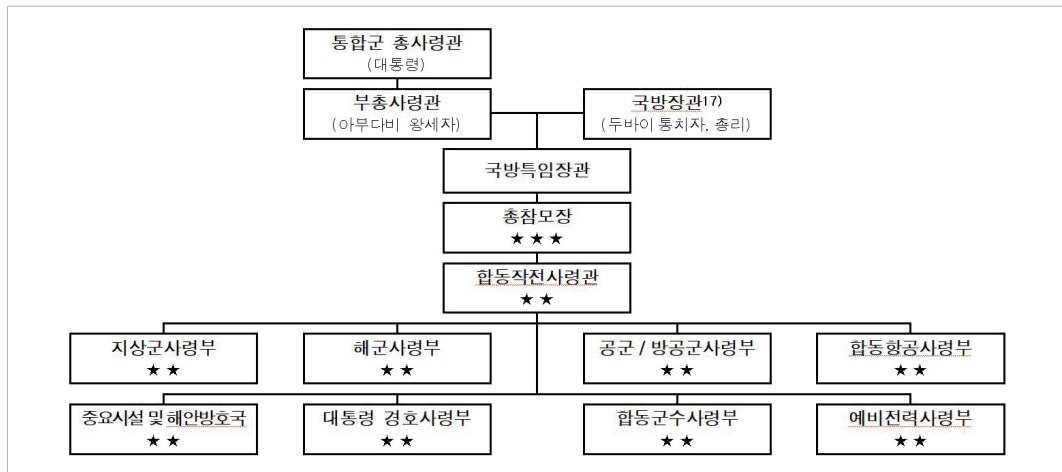 통합군 총사령관
(대통령)
부총사령관
(아부다비 왕세자)
국방장관17)
(두바이 통치자, 총리)
국방특임장관
총참모장
★ ★ ★
합동작전사령관
★ ★
지상군사령부
★ ★
해군사령부
★ ★
공군 / 방공군사령부
★ ★
합동항공사령부
★ ★
중요시설 및 해안방호국
★ ★
대통령 경호사령부
★ ★
합동군수사령부
★ ★
예비전력사령부
★ ★